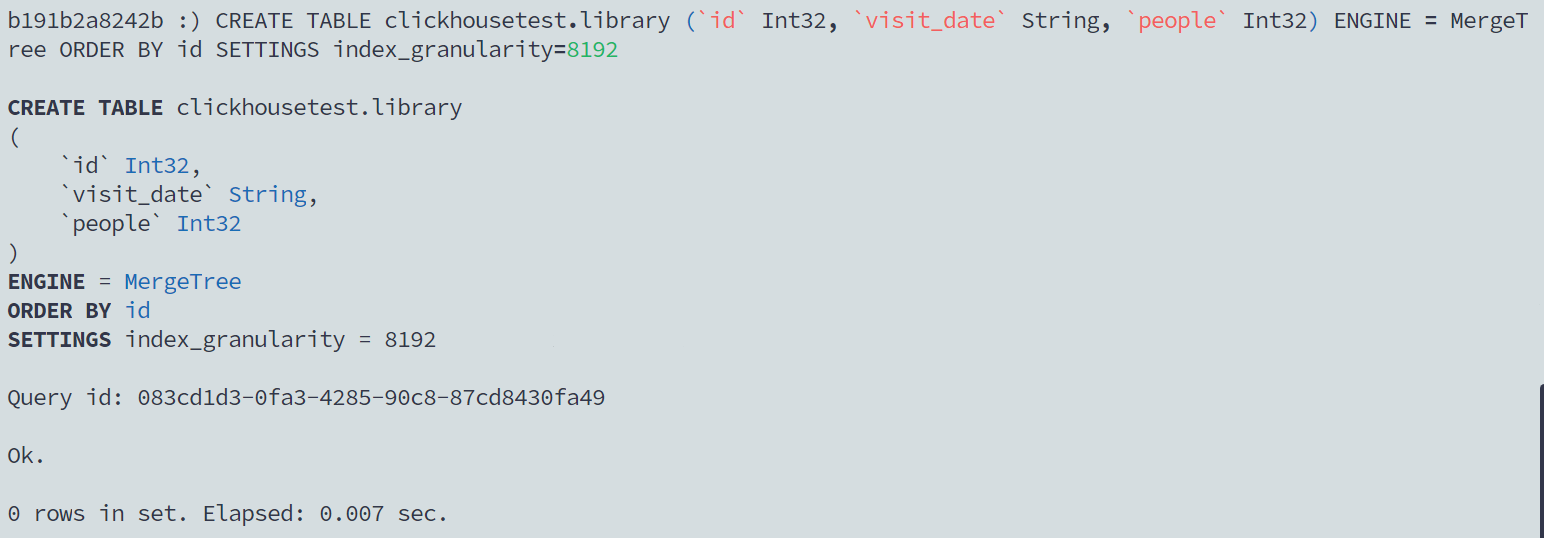 b191b2a8242b :) CREATE TABLE clickhousetest.library (`id` Int32, `visit_date` String, `people` Int32) ENGINE = MergeT
ree ORDER BY id SETTINGS index_granularity=8192
CREATE TABLE clickhousetest.library
(
    `id` Int32,
    `visit_date` String,
    `people` Int32
)
ENGINE = MergeTree
ORDER BY id
SETTINGS index_granularity = 8192
Query id: 083cd1d3-0fa3-4285-90c8-87cd8430fa49
Ok.
0 rows in set. Elapsed: 0.007 sec.